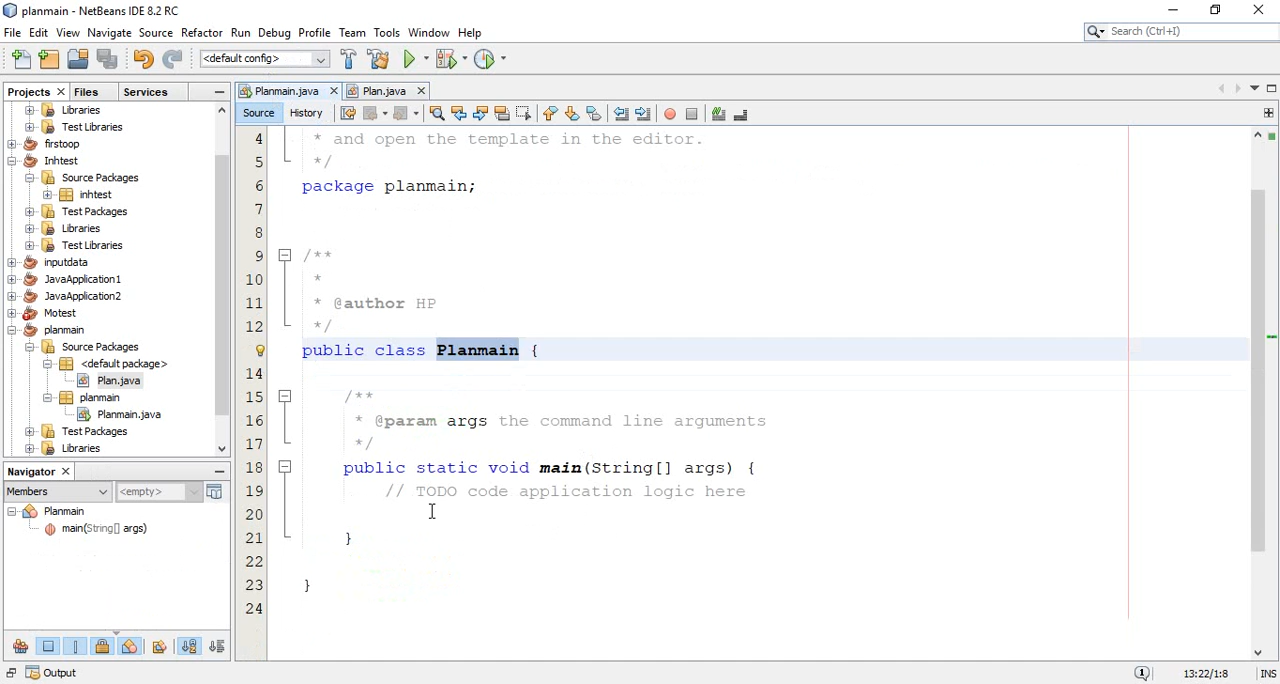 planmain - NetBeans IDE 8.2 RC
File Edit View Navigate Source Refactor Run Debug Profile Team Tools Window Help
Search (Ctrl+I)
<default config>
Projects Files Services
Planmain.java Plan.java
Source History
Libraries
Test Libraries
firstoop
Inhtest
Source Packages
inhtest
Test Packages
Libraries
Test Libraries
inputdata
JavaApplication1
JavaApplication2
Motest
planmain
Source Packages
<default package>
Plan.java
planmain
Planmain.java
Test Packages
Libraries
Navigator
Members <empty>
Planmain
main(String[] args)
4 * and open the template in the editor.
5 */
6 package planmain;
7
8
9 /**
10 *
11 * @author HP
12 */
public class Planmain {
14
15 /**
16 * @param args the command line arguments
17 */
18 public static void main(String[] args) {
19 // TODO code application logic here
20
21 }
22
23 }
24
Output
1 13:22/1:8 INS